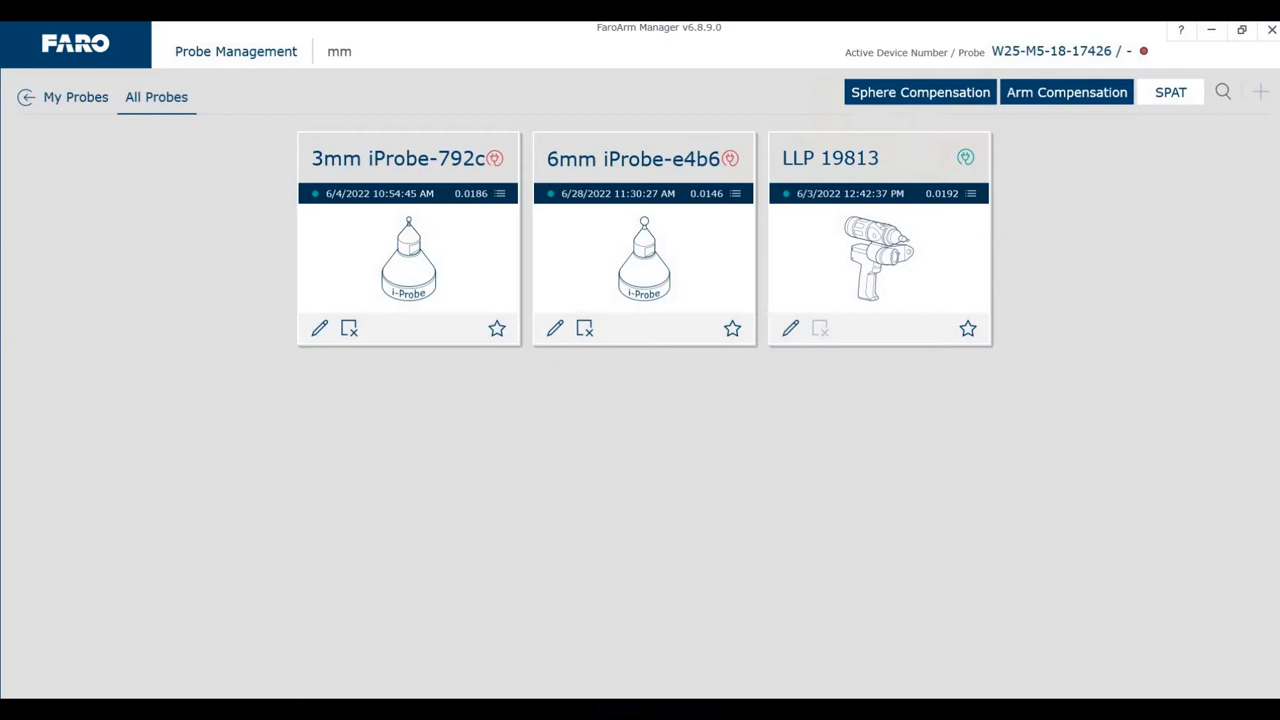 FaroArm Manager v6.8.9.0
FARO
Probe Management mm
Active Device Number / Probe W25-M5-18-17426 / -
My Probes All Probes
Sphere Compensation Arm Compensation SPAT
3mm iProbe-792c
6/4/2022 10:54:45 AM 0.0186
i-Probe
6mm iProbe-e4b6
6/28/2022 11:30:27 AM 0.0146
i-Probe
LLP 19813
6/3/2022 12:42:37 PM 0.0192